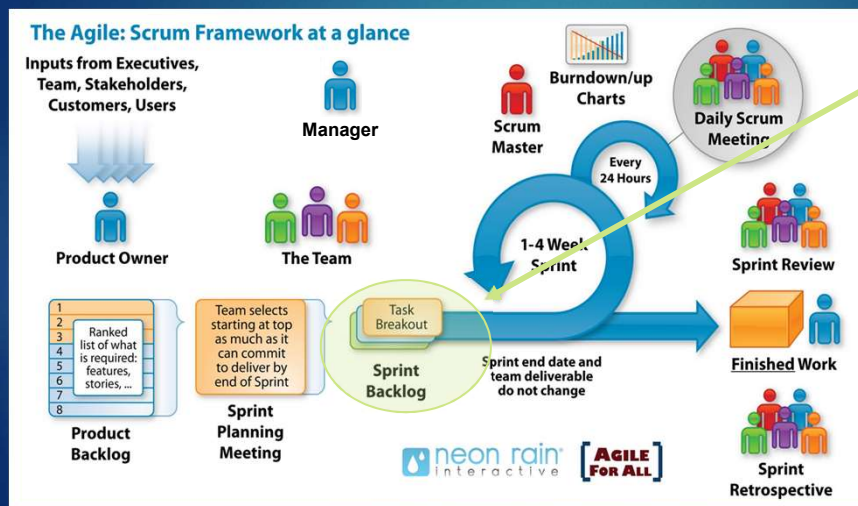 The Agile: Scrum Framework at a glance
Inputs from Executives,
Team, Stakeholders,
Customers, Users
Product Owner
Manager
The Team
Scrum
Master
Burndown/up
Charts
Daily Scrum
Meeting
Every
24 Hours
1-4 Week
Sprint
Sprint Review
1
2
3
4
5
6
7
8
Ranked
list of what
is required:
features,
stories, ...
Product
Backlog
Team selects
starting at top
as much as it
can commit
to deliver by
end of Sprint
Sprint
Planning
Meeting
Task
Breakout
Sprint
Backlog
Sprint end date and
team deliverable
do not change
Finished Work
Sprint
Retrospective
neon rain®
interactive
AGILE
FOR ALL